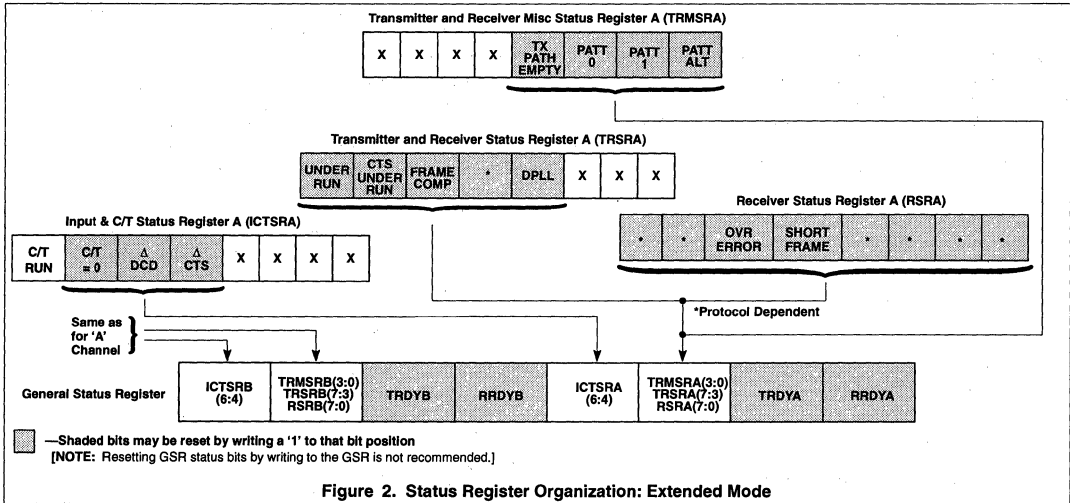 Transmitter and Receiver Misc Status Register A (TRMSRA)
X X X X TX PATH EMPTY PATT 0 PATT 1 PATT ALT
Transmitter and Receiver Status Register A (TRSRA)
UNDER RUN CTS UNDER RUN FRAME COMP * DPLL X X X
Receiver Status Register A (RSRA)
* * OVR ERROR SHORT FRAME * * * *
*Protocol Dependent
Input & C/T Status Register A (ICTSRA)
C/T RUN C/T = 0 Δ DCD Δ CTS X X X X
Same as
for 'A'
Channel
General Status Register
ICTSRB (6:4)
TRMSRB(3:0)
TRSRB(7:3)
RSRB(7:0)
TRDYB
RRDYB
ICTSRA (6:4)
TRMSRA(3:0)
TRSRA(7:3)
RSRA(7:0)
TRDYA
RRDYA
—Shaded bits may be reset by writing a '1' to that bit position
[NOTE: Resetting GSR status bits by writing to the GSR is not recommended.]
Figure 2. Status Register Organization: Extended Mode